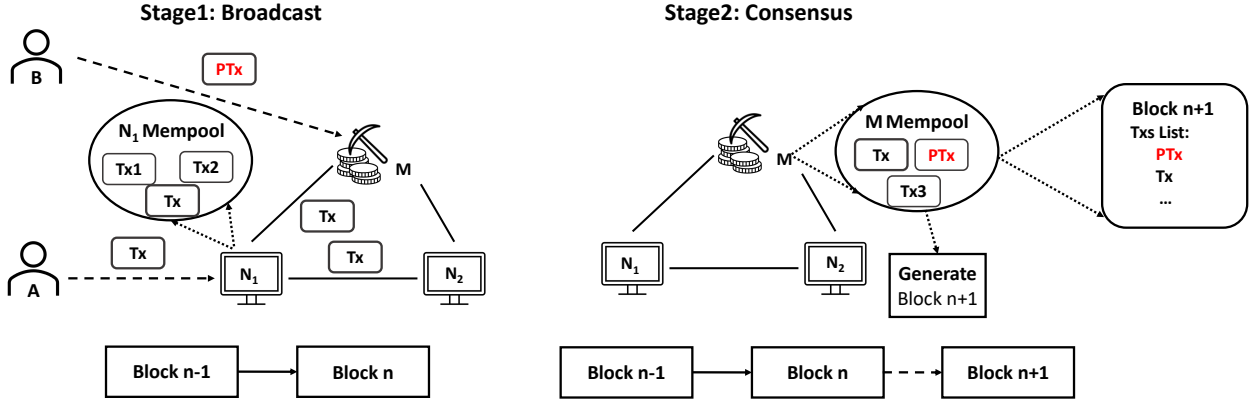 Stage1: Broadcast
B
PTx
N₁ Mempool
Tx1
Tx2
Tx
M
Tx
Tx
Tx
A
N₁
N₂
Block n-1
Block n
Stage2: Consensus
M
M Mempool
Tx
PTx
Tx3
Block n+1
Txs List:
PTx
Tx
...
N₁
N₂
Generate
Block n+1
Block n-1
Block n
Block n+1